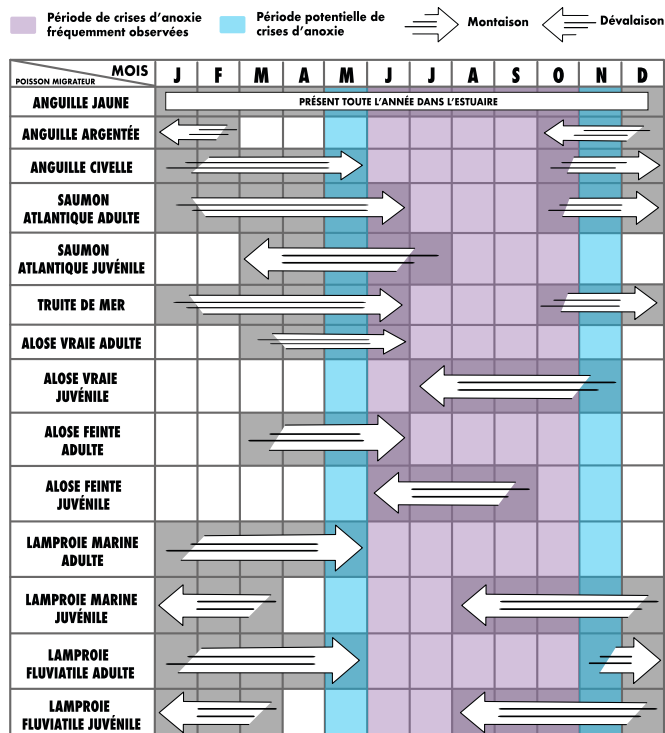 Période de crises d'anoxie
fréquemment observées
Période potentielle de
crises d'anoxie
Montaison
Dévalaison
MOIS
POISSON MIGRATEUR
J F M A M J J A S O N D
ANGUILLE JAUNE
PRÉSENT TOUTE L'ANNÉE DANS L'ESTUAIRE
ANGUILLE ARGENTÉE
ANGUILLE CIVELLE
SAUMON
ATLANTIQUE ADULTE
SAUMON
ATLANTIQUE JUVÉNILE
TRUITE DE MER
ALOSE VRAIE ADULTE
ALOSE VRAIE
JUVÉNILE
ALOSE FEINTE
ADULTE
ALOSE FEINTE
JUVÉNILE
LAMPROIE MARINE
ADULTE
LAMPROIE MARINE
JUVÉNILE
LAMPROIE
FLUVIATILE ADULTE
LAMPROIE
FLUVIATILE JUVÉNILE